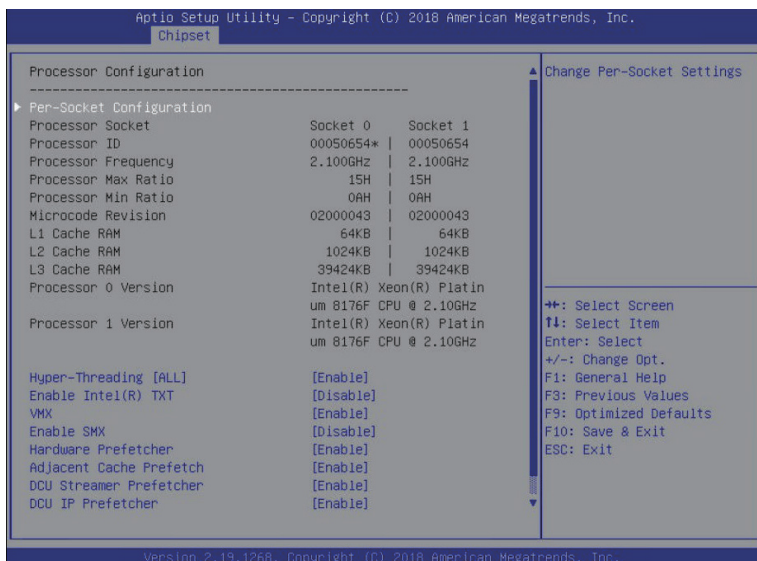 Aptio Setup Utility – Copyright (C) 2018 American Megatrends, Inc.
Chipset
Processor Configuration
--------------------------------------------------
Per-Socket Configuration
Processor Socket Socket 0 Socket 1
Processor ID 00050654* | 00050654
Processor Frequency 2.100GHz | 2.100GHz
Processor Max Ratio 15H | 15H
Processor Min Ratio 0AH | 0AH
Microcode Revision 02000043 | 02000043
L1 Cache RAM 64KB | 64KB
L2 Cache RAM 1024KB | 1024KB
L3 Cache RAM 39424KB | 39424KB
Processor 0 Version Intel(R) Xeon(R) Platin
um 8176F CPU @ 2.10GHz
Processor 1 Version Intel(R) Xeon(R) Platin
um 8176F CPU @ 2.10GHz
Hyper-Threading [ALL] [Enable]
Enable Intel(R) TXT [Disable]
VMX [Enable]
Enable SMX [Disable]
Hardware Prefetcher [Enable]
Adjacent Cache Prefetch [Enable]
DCU Streamer Prefetcher [Enable]
DCU IP Prefetcher [Enable]
Change Per-Socket Settings
→←: Select Screen
↑↓: Select Item
Enter: Select
+/-: Change Opt.
F1: General Help
F3: Previous Values
F9: Optimized Defaults
F10: Save & Exit
ESC: Exit
Version 2.19.1268. Copyright (C) 2018 American Megatrends, Inc.